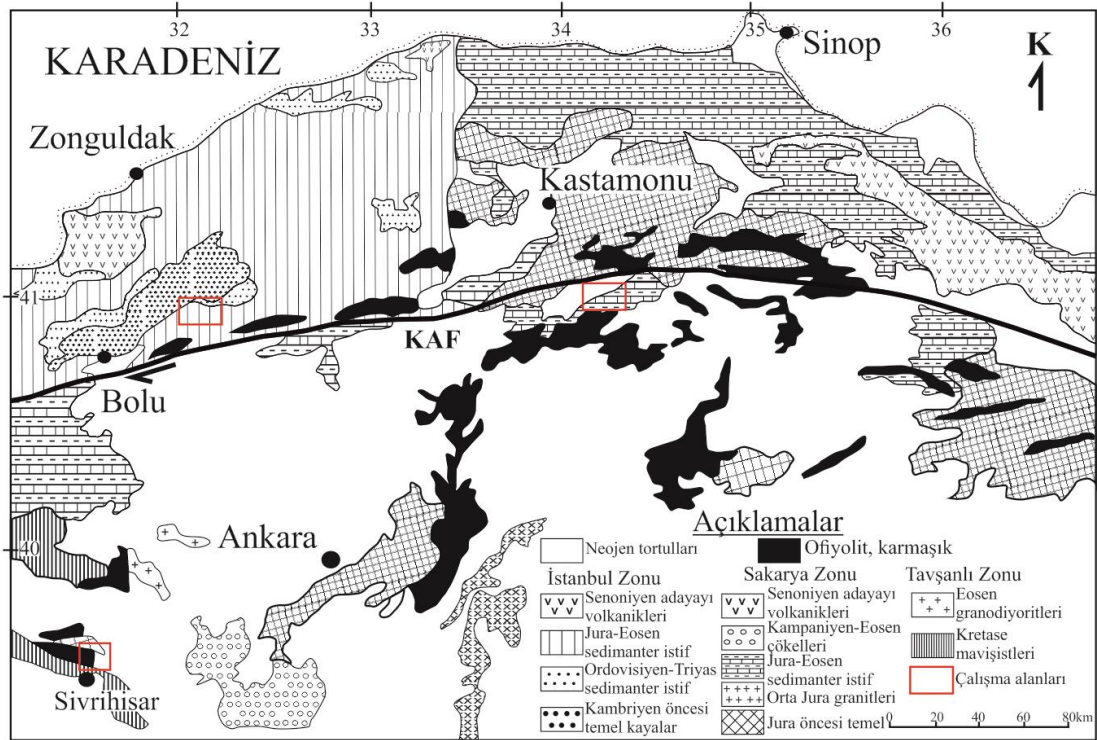 32
33
34
35
36
KARADENİZ
Sinop
K
Zonguldak
Kastamonu
41
KAF
Bolu
Ankara
40
Sivrihisar
Açıklamalar
Neojen tortulları
Ofiyolit, karmaşık
İstanbul Zonu
Senoniyen adayayı
volkanikleri
Jura-Eosen
sedimanter istif
Ordovisiyen-Triyas
sedimanter istif
Kambriyen öncesi
temel kayalar
Sakarya Zonu
Senoniyen adayayı
volkanikleri
Kampaniyen-Eosen
çökelleri
Jura-Eosen
sedimanter istif
Orta Jura granitleri
Jura öncesi temel
Tavşanlı Zonu
Eosen
granodiyoritleri
Kretase
mavişistleri
Çalışma alanları
0 20 40 60 80km